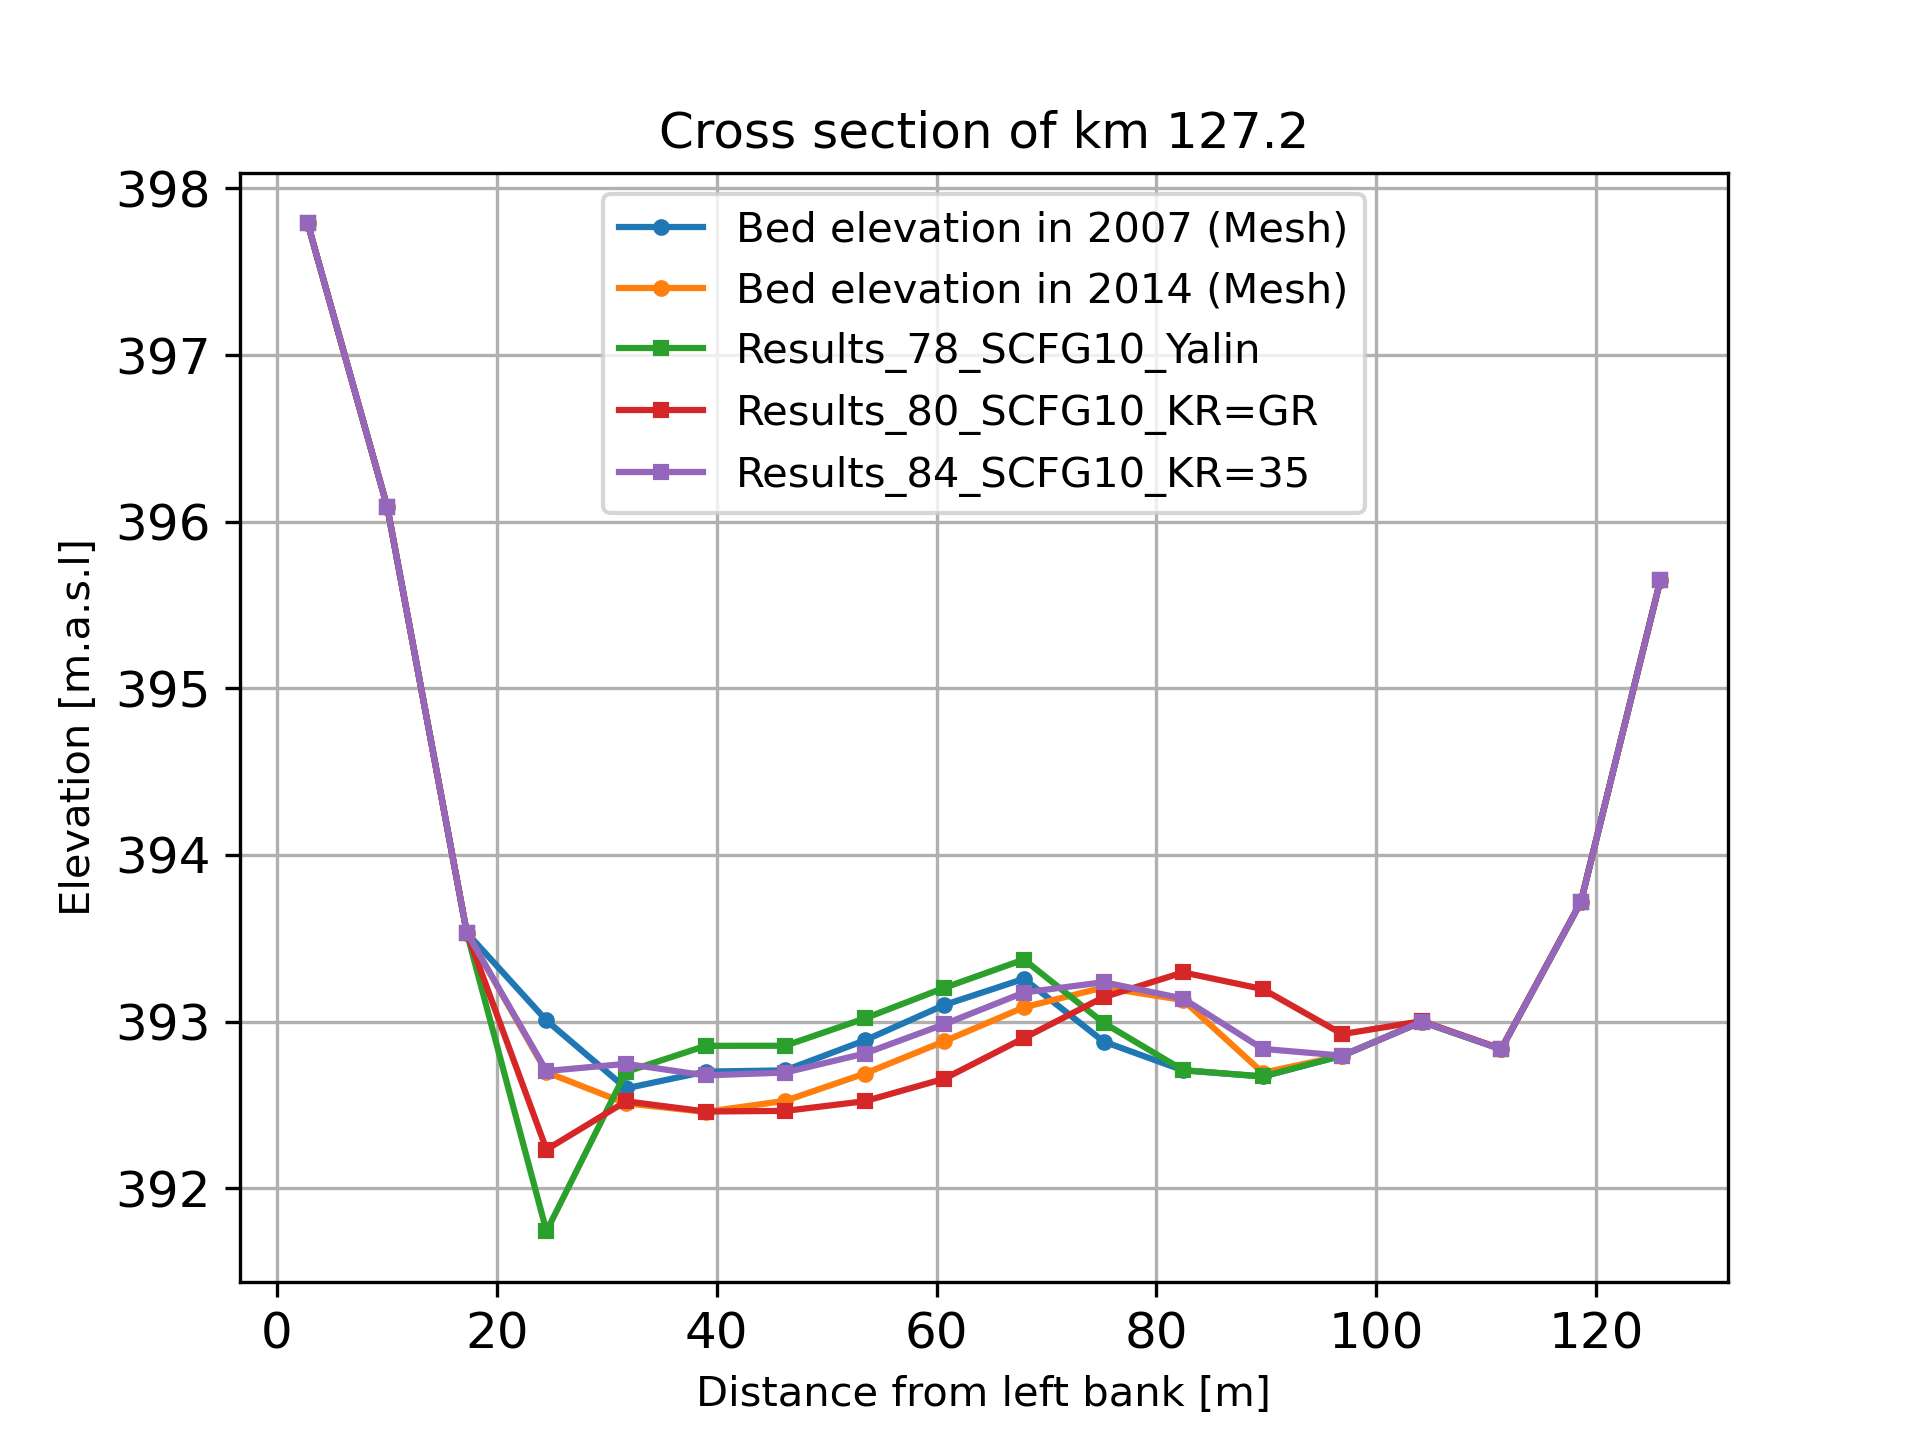 Cross section of km 127.2
398
397
396
395
394
393
392
Elevation [m.a.s.l]
Bed elevation in 2007 (Mesh)
Bed elevation in 2014 (Mesh)
Results_78_SCFG10_Yalin
Results_80_SCFG10_KR=GR
Results_84_SCFG10_KR=35
0 20 40 60 80 100 120
Distance from left bank [m]